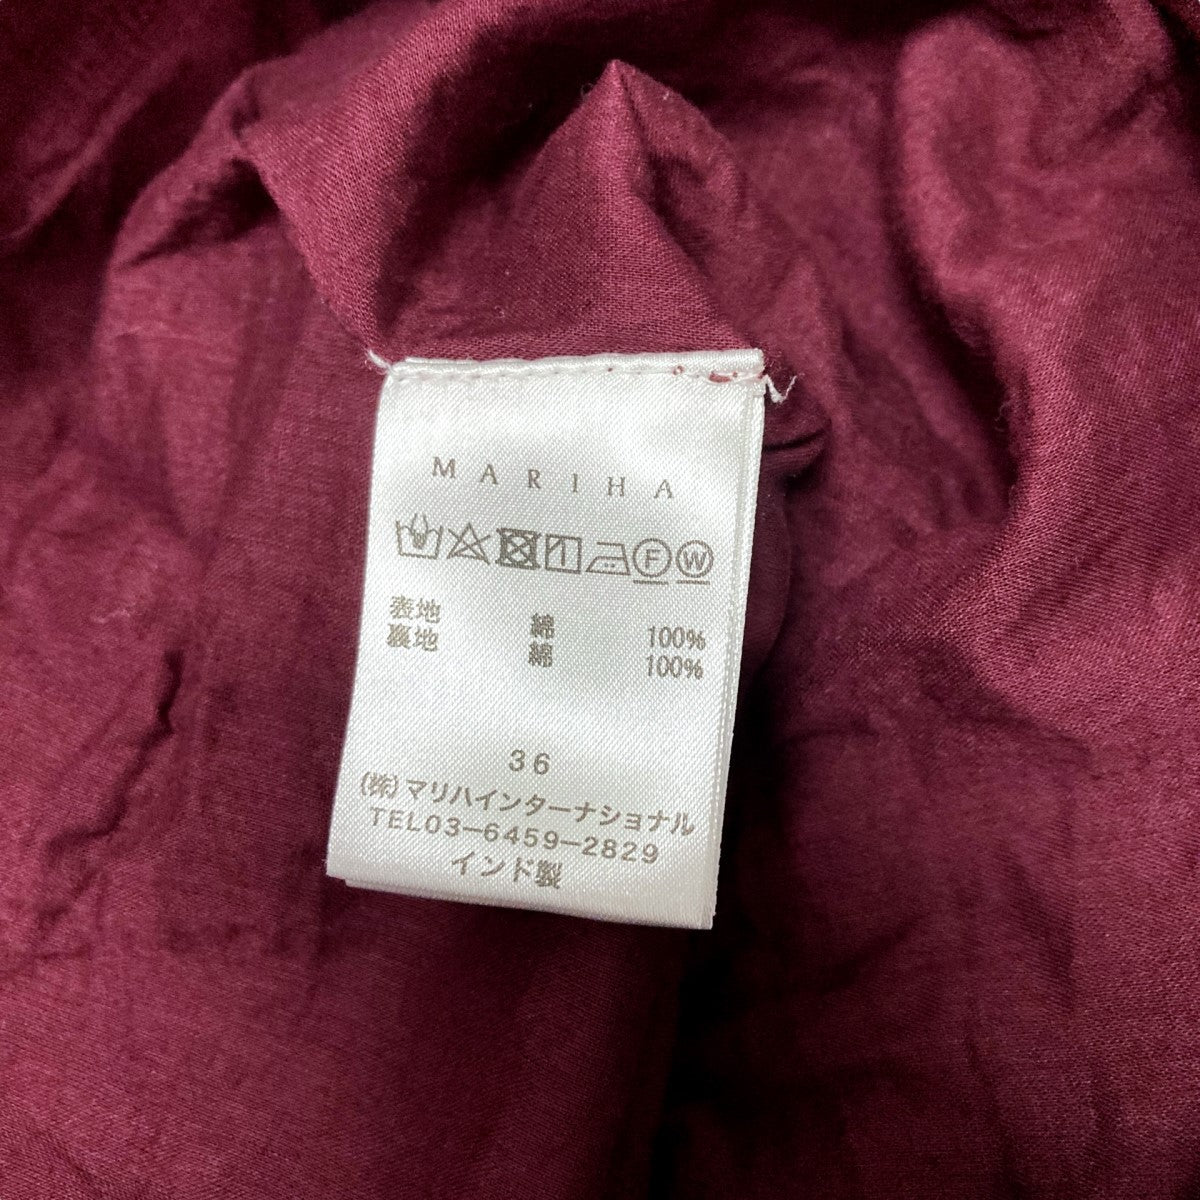 MARIHA
F W
表地 綿 100%
裏地 綿 100%
36
(株)マリハインターナショナル
TEL03-6459-2829
インド製